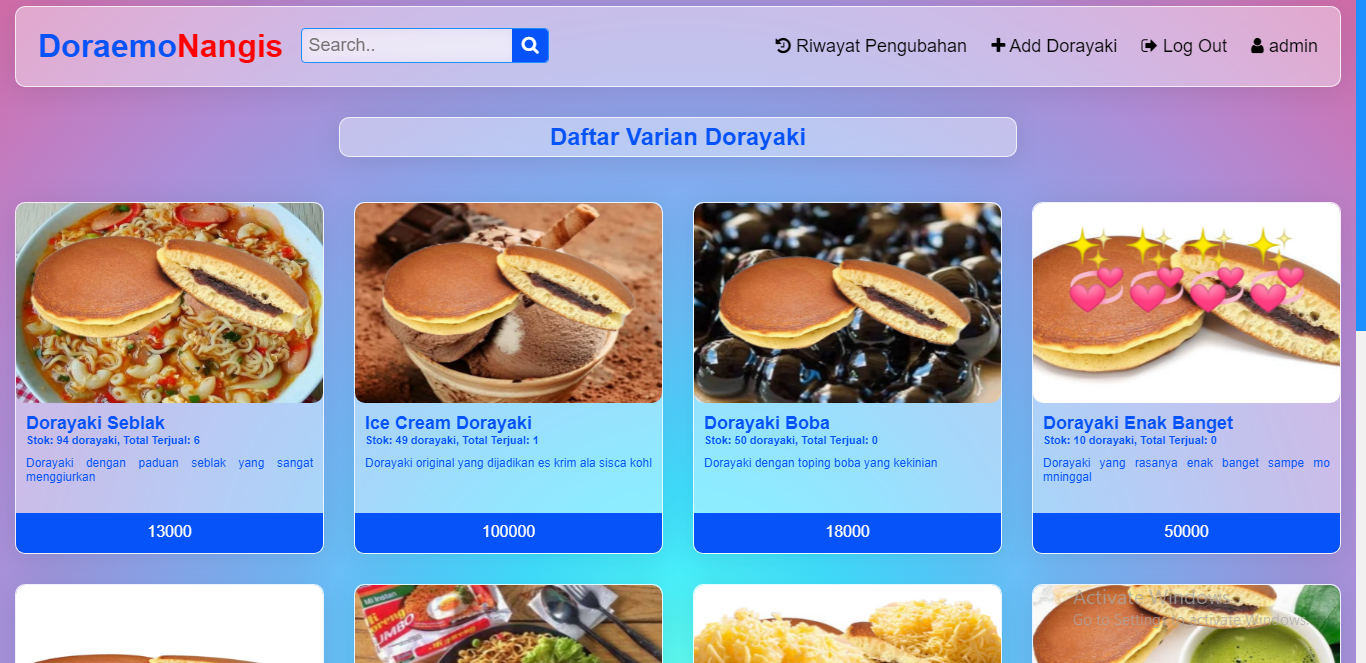 DoraemoNangis
Search..
Riwayat Pengubahan
Add Dorayaki
Log Out
admin
Daftar Varian Dorayaki
Dorayaki Seblak
Stok: 94 dorayaki, Total Terjual: 6
Dorayaki dengan paduan seblak yang sangat
menggiurkan
13000
Ice Cream Dorayaki
Stok: 49 dorayaki, Total Terjual: 1
Dorayaki original yang dijadikan es krim ala sisca kohl
100000
Dorayaki Boba
Stok: 50 dorayaki, Total Terjual: 0
Dorayaki dengan toping boba yang kekinian
18000
Dorayaki Enak Banget
Stok: 10 dorayaki, Total Terjual: 0
Dorayaki yang rasanya enak banget sampe mo
mninggal
50000
Mi Instan
Mi goreng
JUMBO
Activate Windows
Go to Settings to activate Windows.